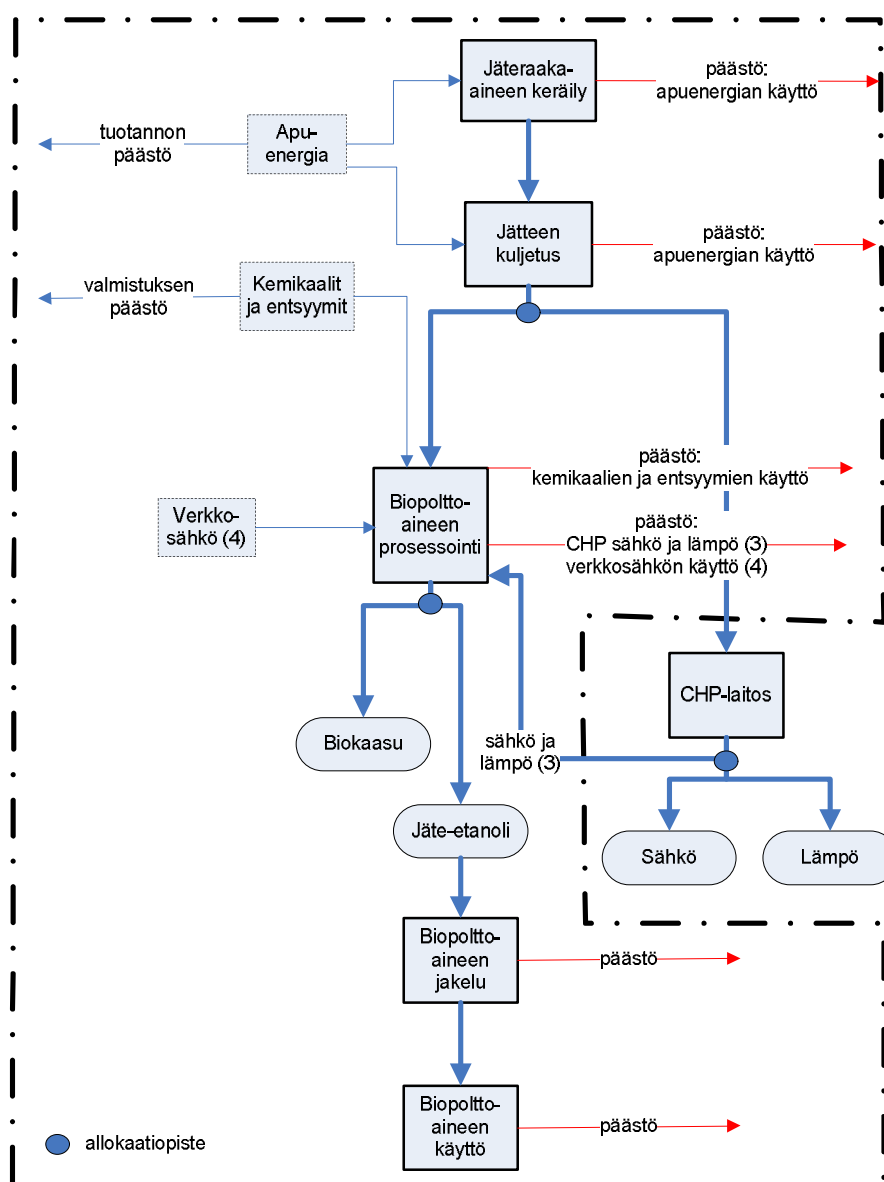 Jäteraaka-
aineen keräily
päästö:
apuenergian käyttö
tuotannon
päästö
Apu-
energia
Jätteen
kuljetus
päästö:
apuenergian käyttö
valmistuksen
päästö
Kemikaalit
ja entsyymit
päästö:
kemikaalien ja entsyymien käyttö
Verkko-
sähkö (4)
Biopoltto-
aineen
prosessointi
päästö:
CHP sähkö ja lämpö (3)
verkkosähkön käyttö (4)
CHP-laitos
Biokaasu
sähkö ja
lämpö (3)
Jäte-etanoli
Sähkö
Lämpö
Biopoltto-
aineen
jakelu
päästö
Biopoltto-
aineen
käyttö
päästö
allokaatiopiste